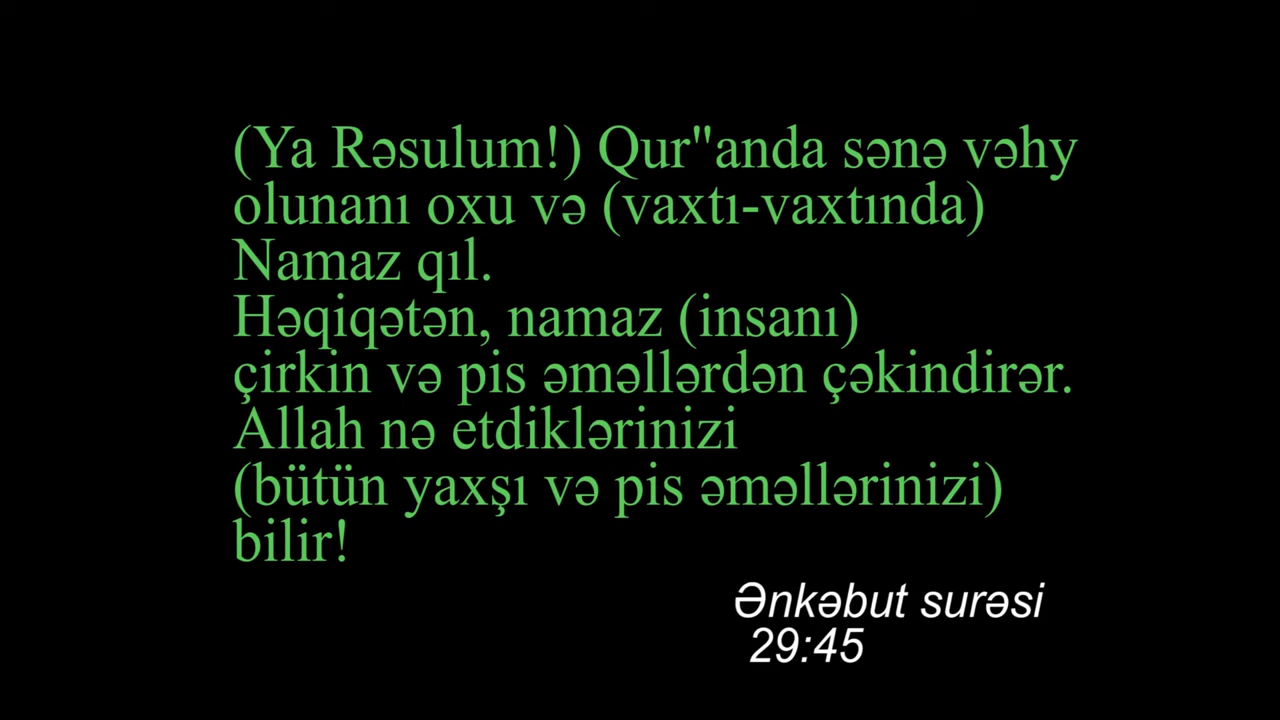 (Ya Rəsulum!) Qur"anda sənə vəhy
olunanı oxu və (vaxtı-vaxtında)
Namaz qıl.
Həqiqətən, namaz (insanı)
çirkin və pis əməllərdən çəkindirər.
Allah nə etdiklərinizi
(bütün yaxşı və pis əməllərinizi)
bilir!
Ənkəbut surəsi
29:45